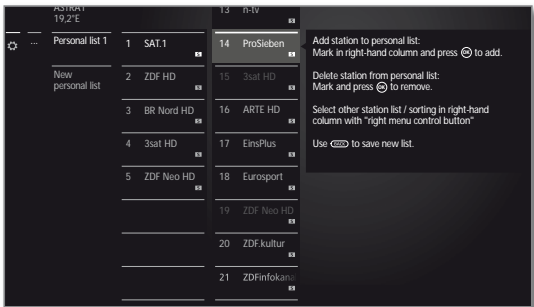 ASTRA1
19,2°E
... Personal list 1
New
personal list
1 SAT.1
S
2 ZDF HD
S
3 BR Nord HD
S
4 3sat HD
S
5 ZDF Neo HD
S
13 n-tv
S
14 ProSieben
S
15 3sat HD
S
16 ARTE HD
S
17 EinsPlus
S
18 Eurosport
S
19 ZDF Neo HD
S
20 ZDF.kultur
S
21 ZDFinfokanal
S
Add station to personal list:
Mark in right-hand column and press OK to add.
Delete station from personal list:
Mark and press OK to remove.
Select other station list / sorting in right-hand
column with "right menu control button"
Use BACK to save new list.